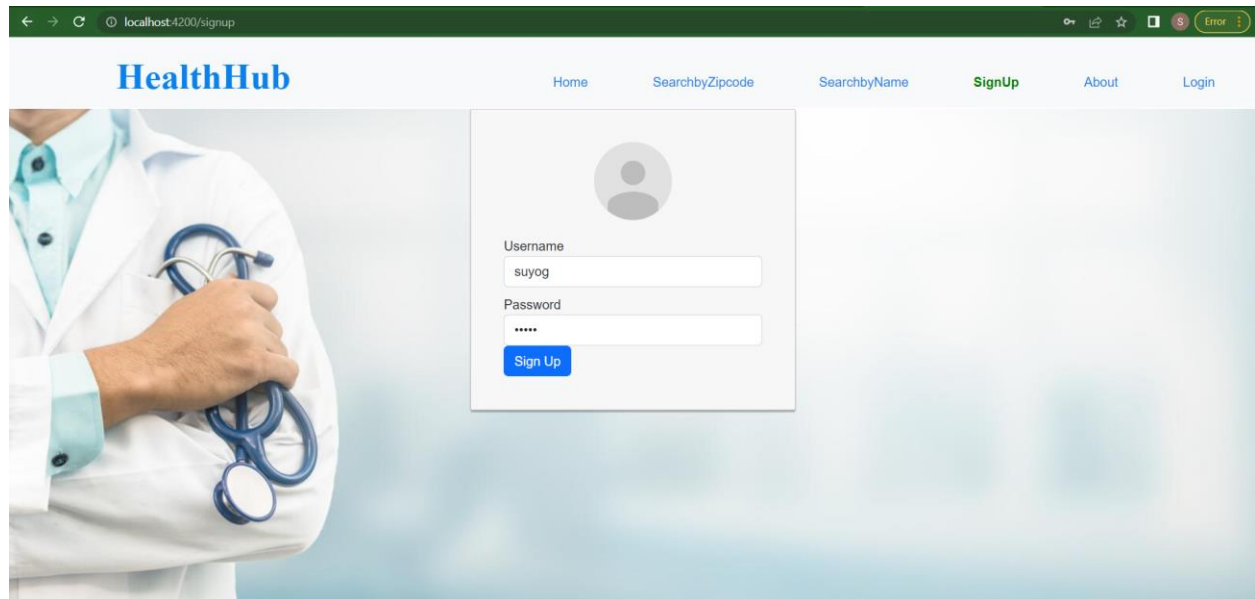 localhost:4200/signup
S
Error
HealthHub
Home SearchbyZipcode SearchbyName SignUp About Login
Username
suyog
Password
•••••
Sign Up